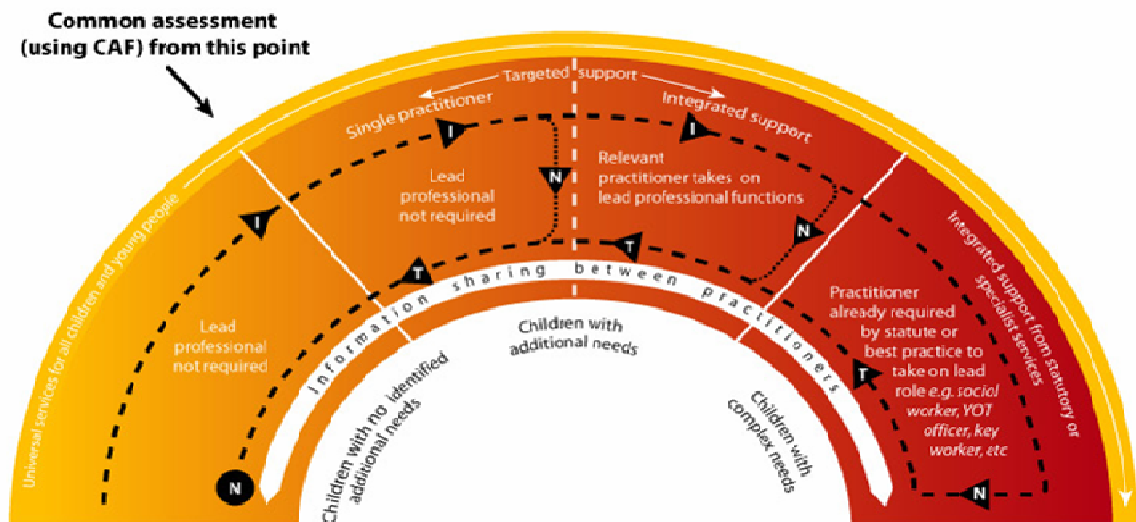 Common assessment
(using CAF) from this point
Targeted support
Single practitioner
Integrated support
I
I
I
N
N
T
T
T
N
N
Lead
professional
not required
Relevant
practitioner takes on
lead professional functions
Universal services for all children and young people
Lead
professional
not required
Information sharing between practitioners
Integrated support from statutory or
specialist services
Practitioner
already required
by statute or
best practice to
take on lead
role e.g. social
worker, YOT
officer, key
worker, etc
Children with no identified
additional needs
Children with
additional needs
Children with
complex needs